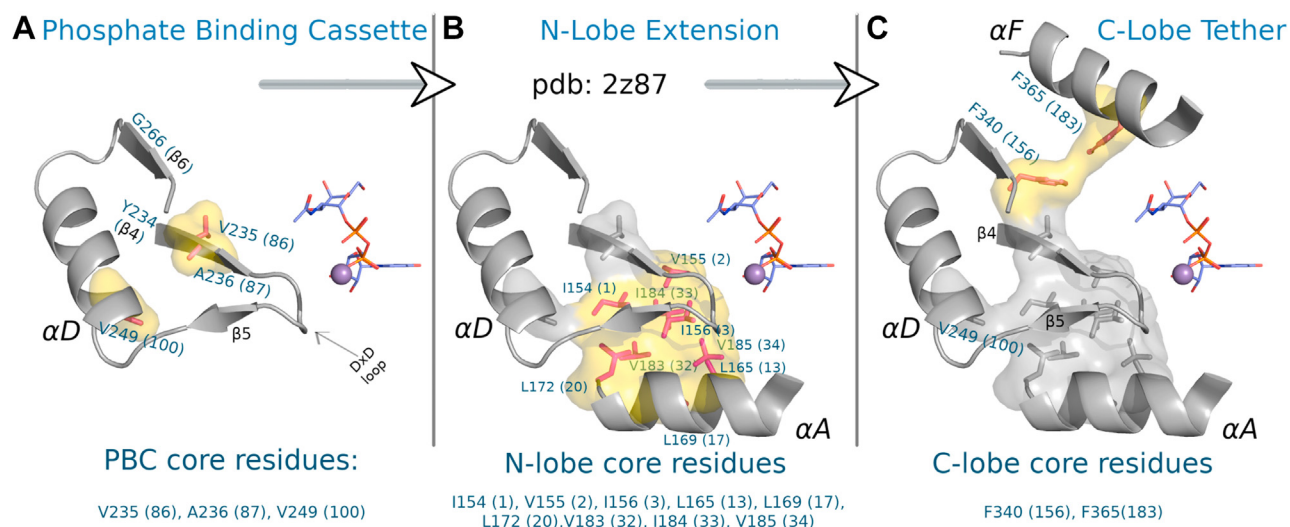 A Phosphate Binding Cassette
B N-Lobe Extension
C C-Lobe Tether
pdb: 2z87
G266 (β6)
Y234
(β4)
V235 (86)
A236 (87)
V249 (100)
αD
β5
DxD
loop
PBC core residues:
V235 (86), A236 (87), V249 (100)
V155 (2)
I154 (1)
I184 (33)
I156(3)
V185 (34)
V183 (32)
L165 (13)
L172 (20)
L169 (17)
αD
αA
N-lobe core residues
I154 (1), V155 (2), I156 (3), L165 (13), L169 (17),
L172 (20),V183 (32), I184 (33), V185 (34)
αF
F365 (183)
F340 (156)
β4
β5
V249 (100)
αD
αA
C-lobe core residues
F340 (156), F365(183)